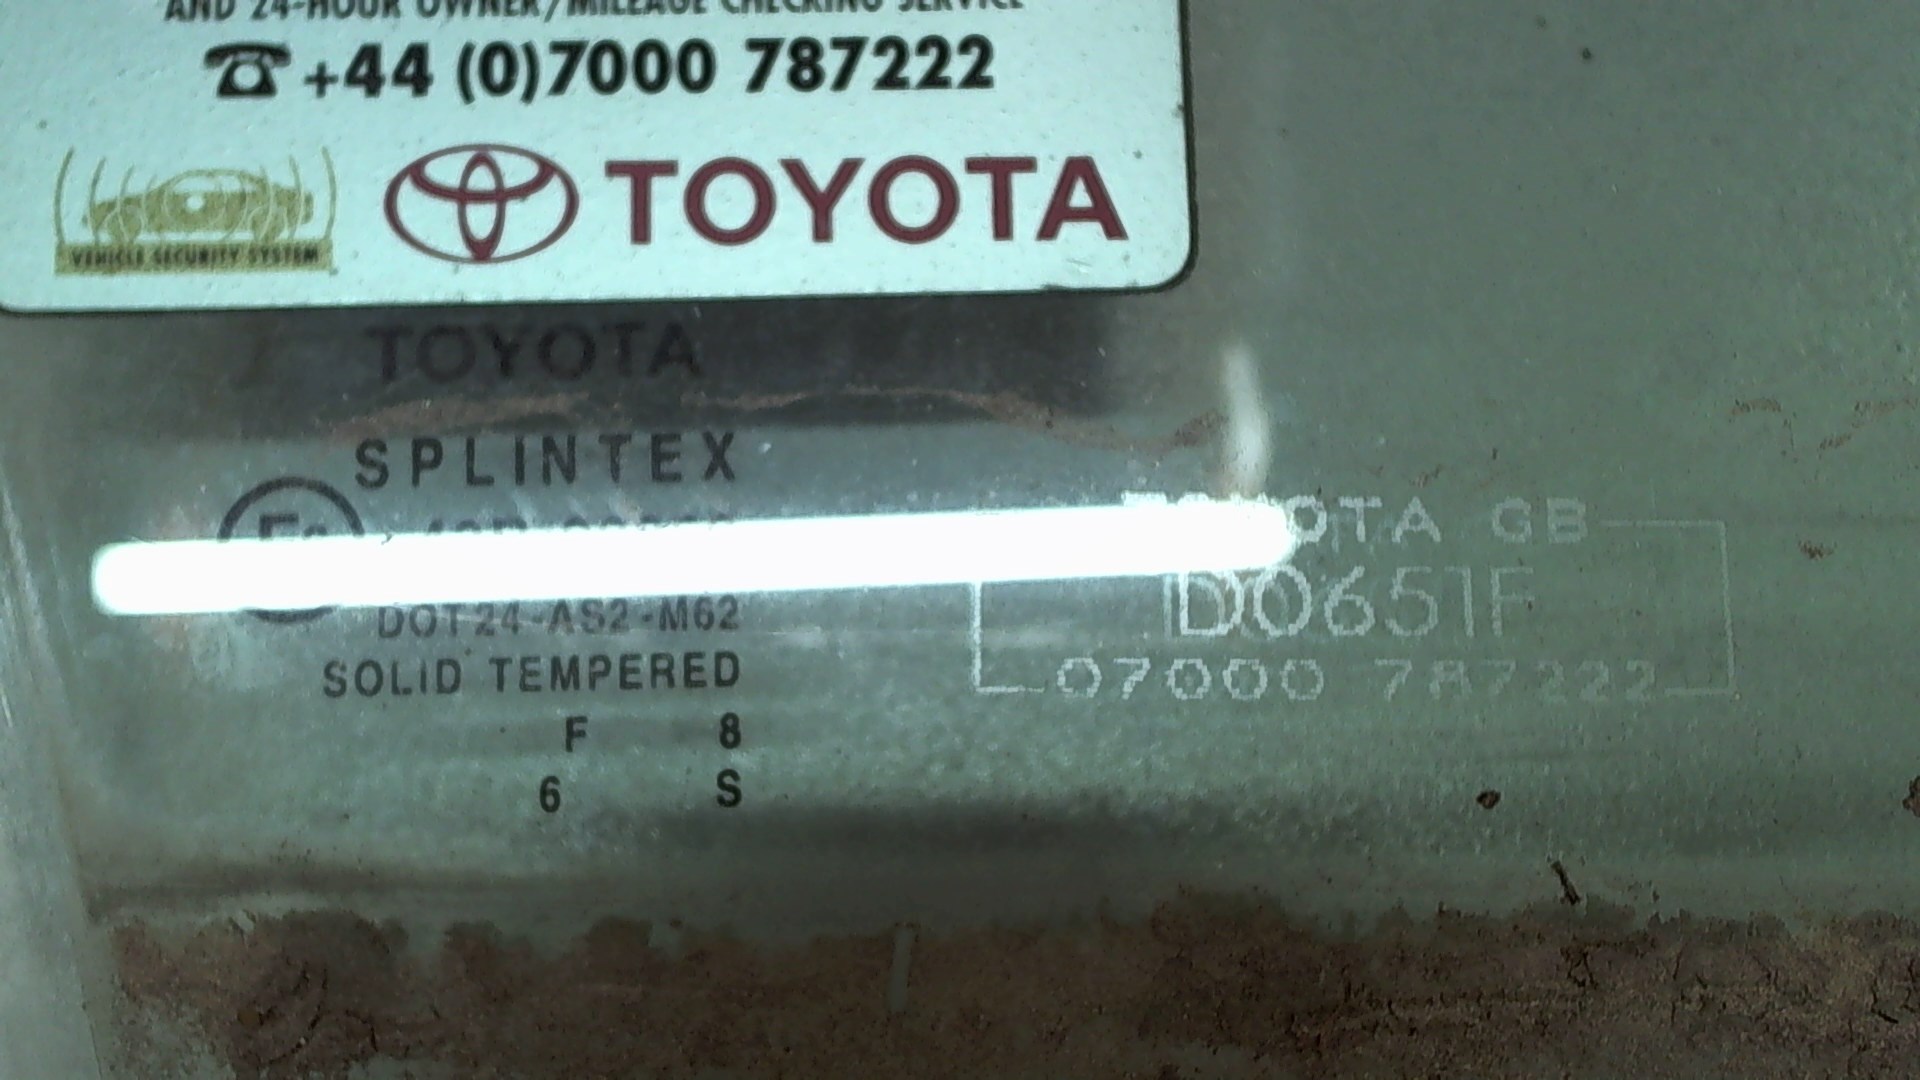 AND 24-HOUR OWNER/MILEAGE CHECKING SERVICE
☎ +44 (0)7000 787222
VEHICLE SECURITY SYSTEM
TOYOTA
TOYOTA
SPLINTEX
DOT24-AS2-M62
SOLID TEMPERED
F 8
6 S
TOYOTA GB
D0651F
07000 787222